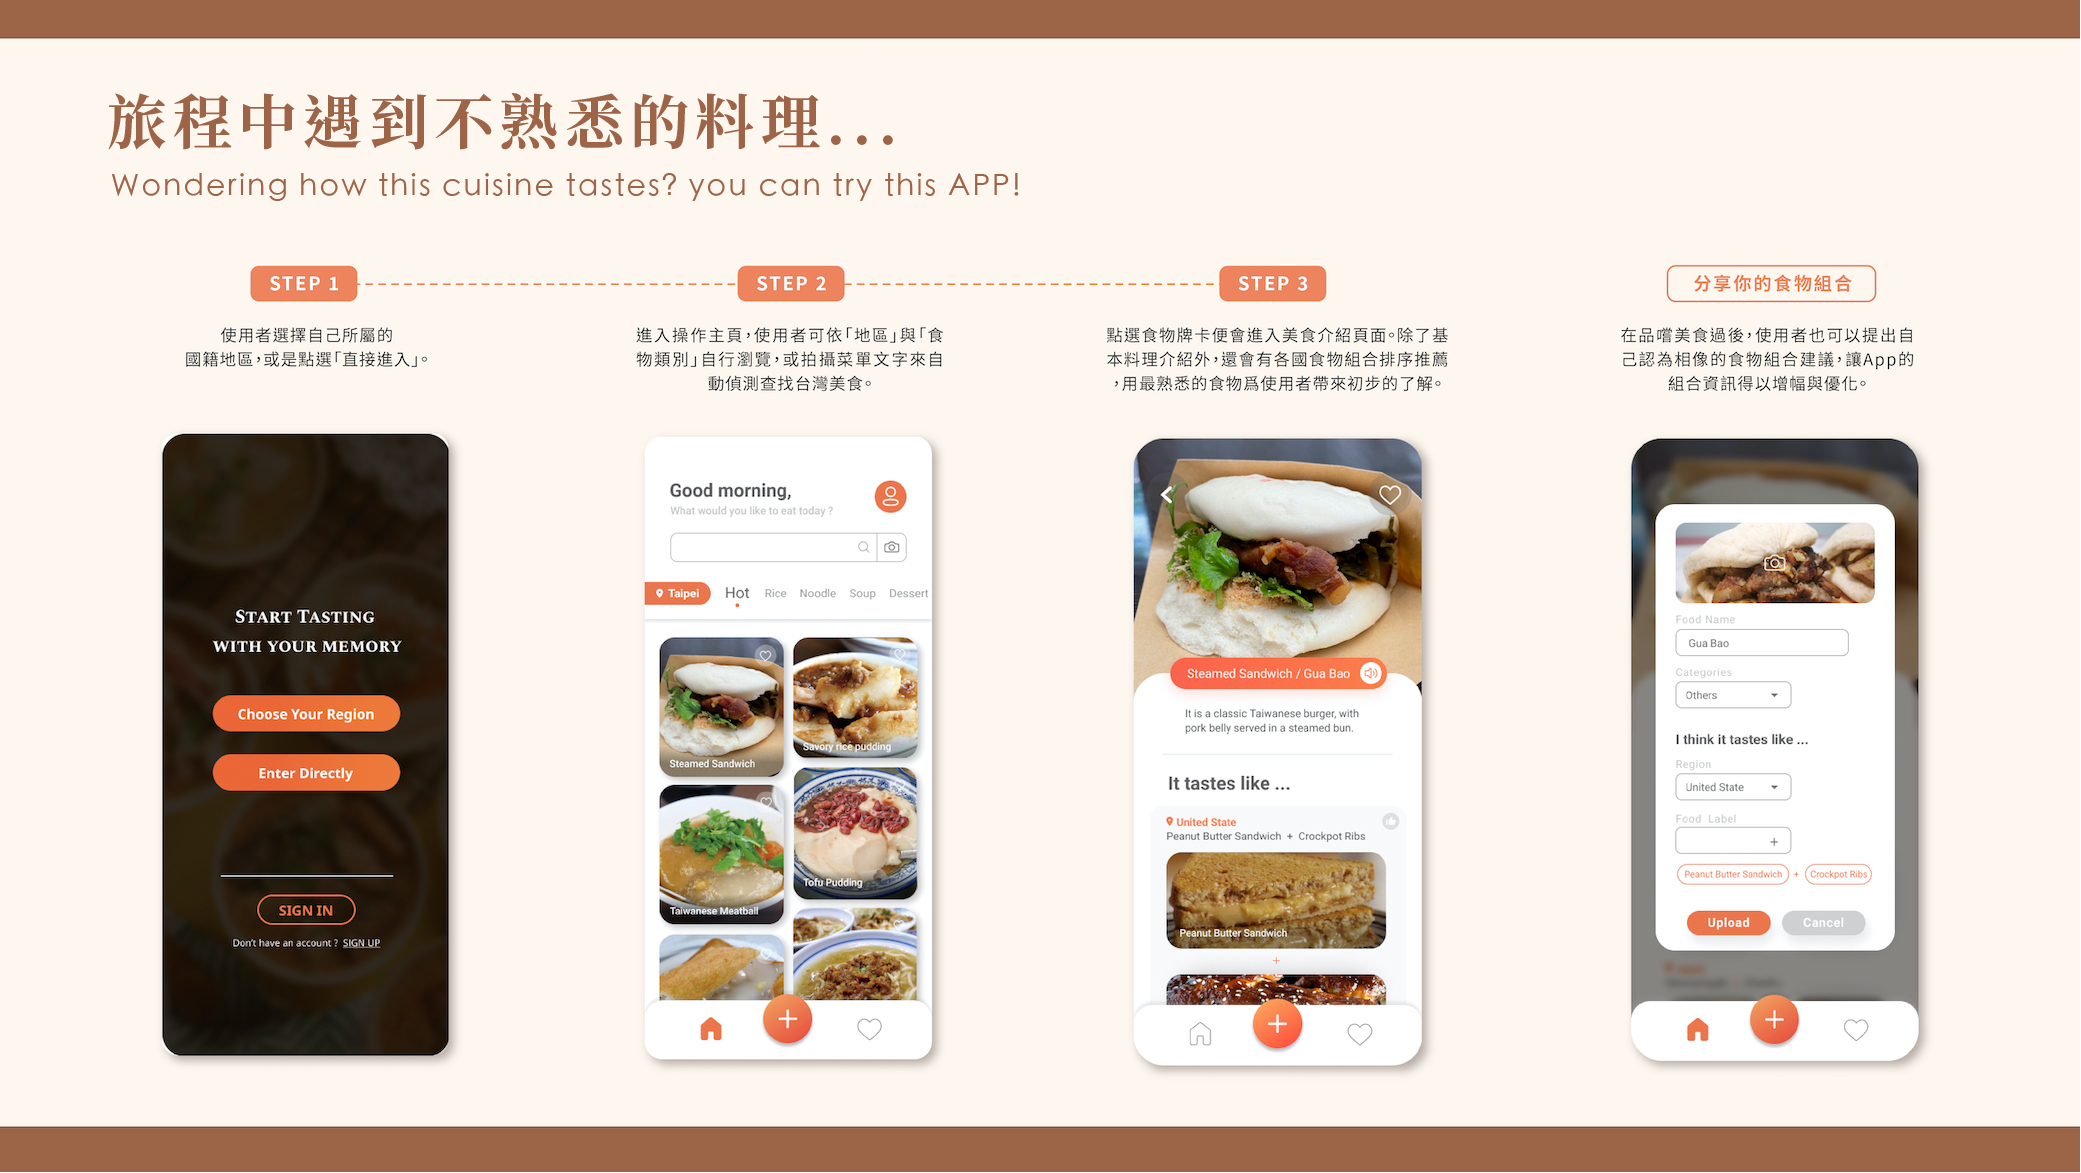 旅程中遇到不熟悉的料理...
Wondering how this cuisine tastes? you can try this APP!
STEP 1
使用者選擇自己所屬的
國籍地區，或是點選「直接進入」。
START TASTING
WITH YOUR MEMORY
Choose Your Region
Enter Directly
SIGN IN
Don't have an account ? SIGN UP
STEP 2
進入操作主頁，使用者可依「地區」與「食
物類別」自行瀏覽，或拍攝菜單文字來自
動偵測查找台灣美食。
Good morning,
What would you like to eat today ?
Taipei Hot Rice Noodle Soup Dessert
Steamed Sandwich
Savory rice pudding
Taiwanese Meatball
Tofu Pudding
STEP 3
點選食物牌卡便會進入美食介紹頁面。除了基
本料理介紹外，還會有各國食物組合排序推薦
，用最熟悉的食物爲使用者帶來初步的了解。
Steamed Sandwich / Gua Bao
It is a classic Taiwanese burger, with
pork belly served in a steamed bun.
It tastes like ...
United State
Peanut Butter Sandwich + Crockpot Ribs
Peanut Butter Sandwich
+
分享你的食物組合
在品嚐美食過後，使用者也可以提出自
己認為相像的食物組合建議，讓App的
組合資訊得以增幅與優化。
Food Name
Gua Bao
Categories
Others
I think it tastes like ...
Region
United State
Food Label
+
Peanut Butter Sandwich + Crockpot Ribs
Upload Cancel